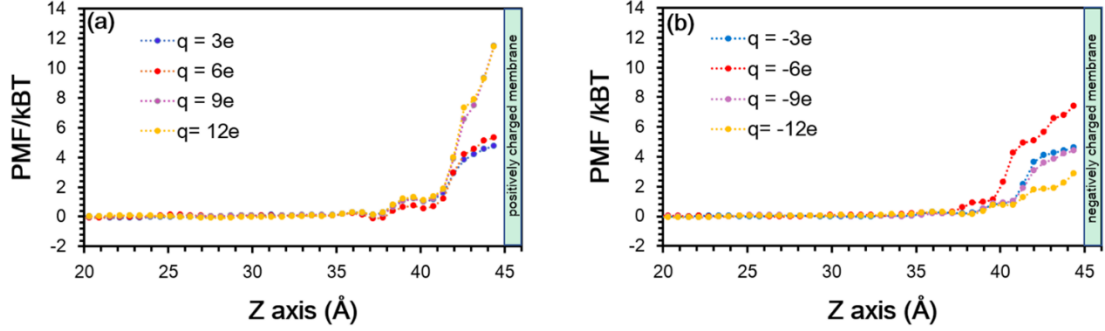 (a)
q = 3e
q = 6e
q = 9e
q= 12e
14
12
10
8
6
4
2
0
-2
20
25
30
35
40
45
PMF/kBT
Z axis (Å)
positively charged membrane
(b)
q = -3e
q = -6e
q = -9e
q= -12e
14
12
10
8
6
4
2
0
-2
20
25
30
35
40
45
PMF /kBT
Z axis (Å)
negatively charged membrane